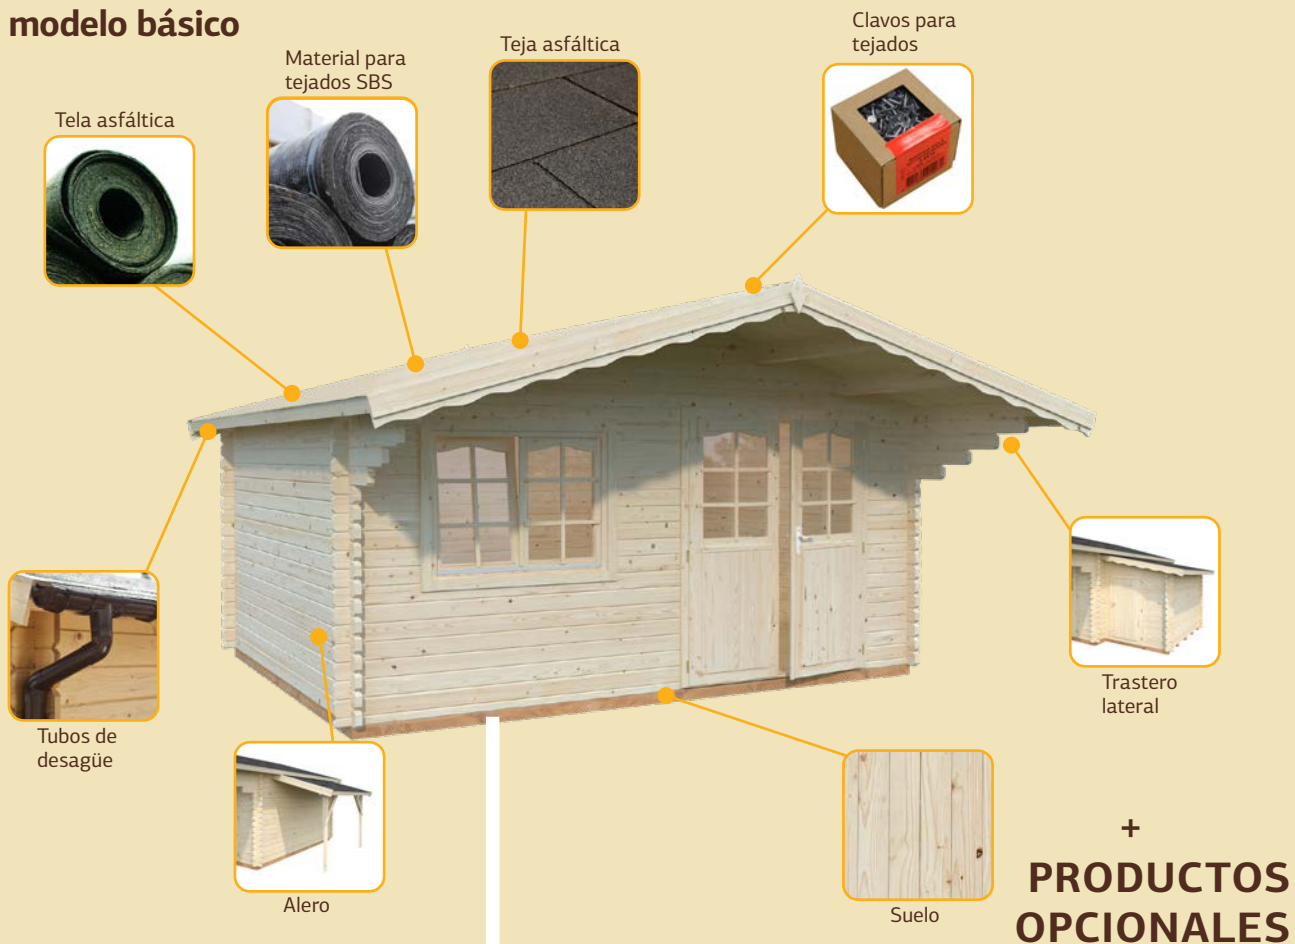 modelo básico
Clavos para
tejados
Teja asfáltica
Material para
tejados SBS
Tela asfáltica
Trastero
lateral
Tubos de
desagüe
Alero
Suelo
+
PRODUCTOS
OPCIONALES